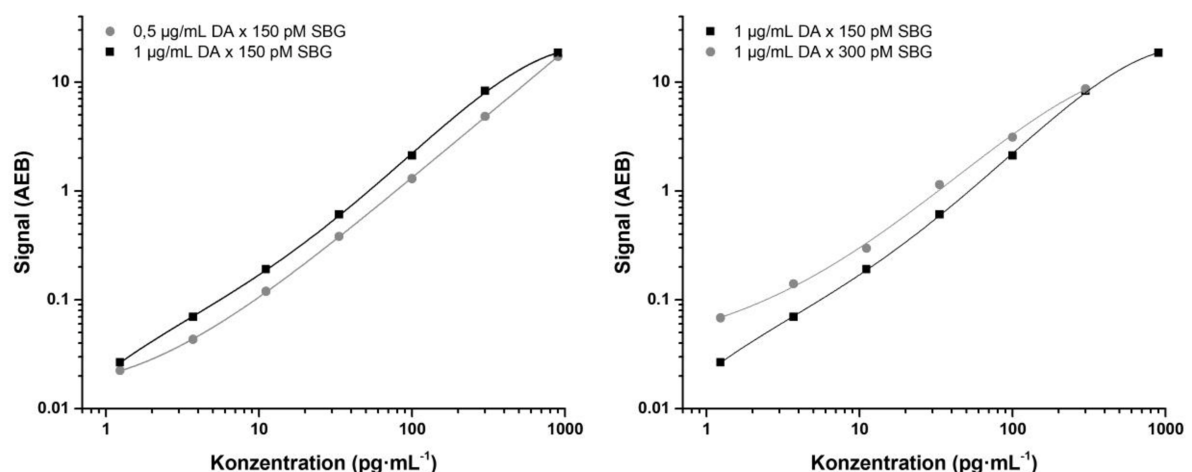 0,5 µg/mL DA x 150 pM SBG
1 µg/mL DA x 150 pM SBG
10
1
0.1
0.01
Signal (AEB)
1 10 100 1000
Konzentration (pg·mL⁻¹)
1 µg/mL DA x 150 pM SBG
1 µg/mL DA x 300 pM SBG
10
1
0.1
0.01
Signal (AEB)
1 10 100 1000
Konzentration (pg·mL⁻¹)